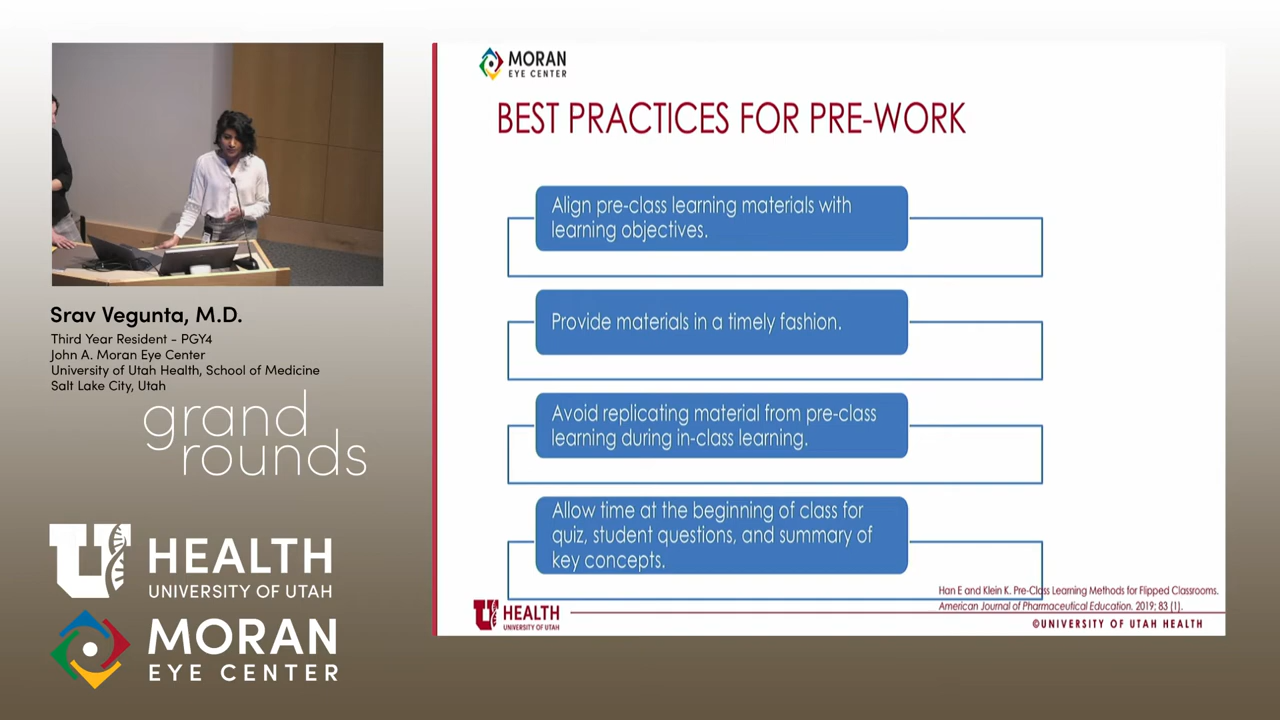 Srav Vegunta, M.D.
Third Year Resident - PGY4
John A. Moran Eye Center
University of Utah Health, School of Medicine
Salt Lake City, Utah
grand
rounds
U
HEALTH
UNIVERSITY OF UTAH
MORAN
EYE CENTER
MORAN
EYE CENTER
BEST PRACTICES FOR PRE-WORK
Align pre-class learning materials with
learning objectives.
Provide materials in a timely fashion.
Avoid replicating material from pre-class
learning during in-class learning.
Allow time at the beginning of class for
quiz, student questions, and summary of
key concepts.
Han E and Klein K. Pre-Class Learning Methods for Flipped Classrooms.
American Journal of Pharmaceutical Education. 2019; 83 (1).
U
HEALTH
UNIVERSITY OF UTAH
©UNIVERSITY OF UTAH HEALTH